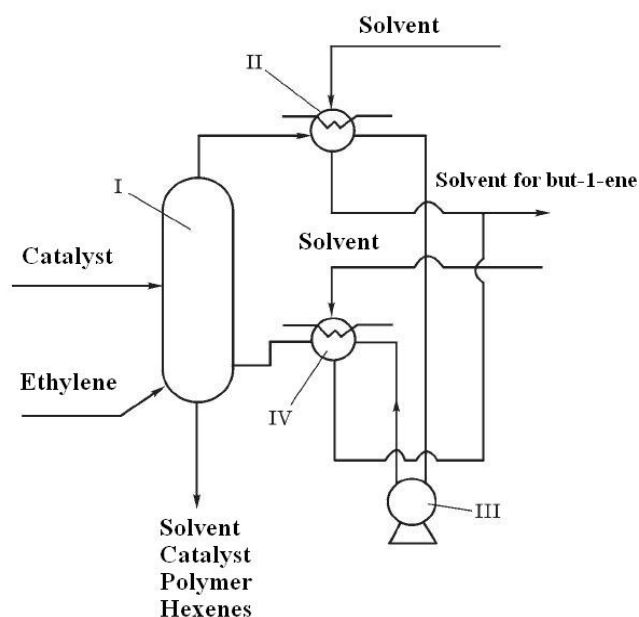 Solvent
II
I
Solvent for but-1-ene
Solvent
Catalyst
Ethylene
IV
III
Solvent
Catalyst
Polymer
Hexenes